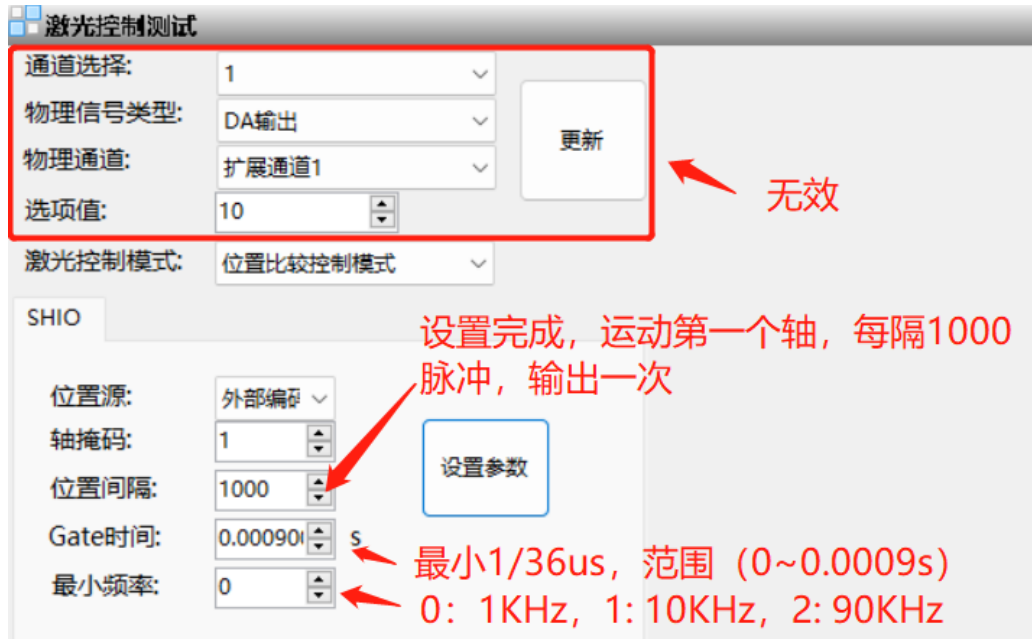 激光控制测试
通道选择: 1
物理信号类型: DA输出
更新
物理通道: 扩展通道1
无效
选项值: 10
激光控制模式: 位置比较控制模式
SHIO
设置完成，运动第一个轴，每隔1000
脉冲，输出一次
位置源: 外部编码
轴掩码: 1
设置参数
位置间隔: 1000
Gate时间: 0.00090 s
最小1/36us，范围（0~0.0009s）
最小频率: 0
0：1KHz，1: 10KHz，2: 90KHz